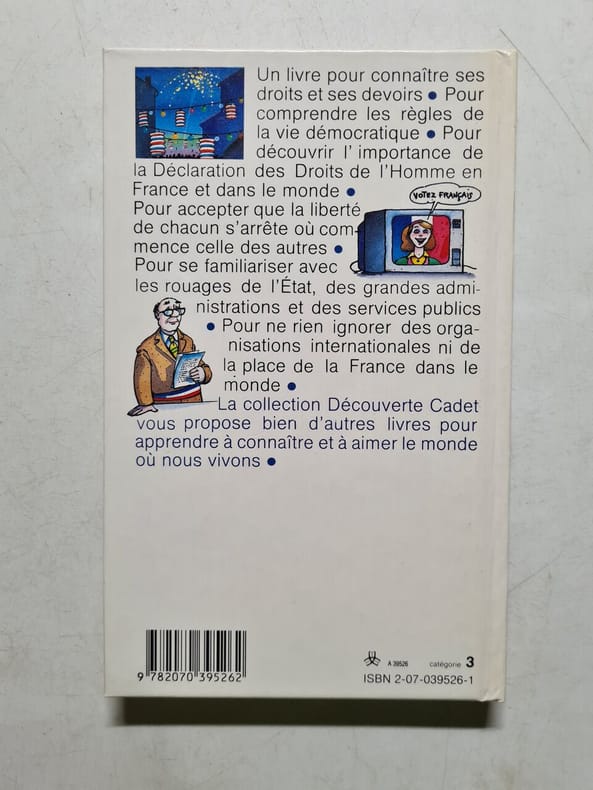 Un livre pour connaître ses
droits et ses devoirs ● Pour
comprendre les règles de
la vie démocratique ● Pour
découvrir l'importance de
la Déclaration des Droits de l'Homme en
France et dans le monde ●
Pour accepter que la liberté
de chacun s'arrête où com-
mence celle des autres ●
VOTEZ FRANÇAIS
Pour se familiariser avec
les rouages de l'État, des grandes admi-
nistrations et des services publics
● Pour ne rien ignorer des orga-
nisations internationales ni de
la place de la France dans le
monde ●
La collection Découverte Cadet
vous propose bien d'autres livres pour
apprendre à connaître et à aimer le monde
où nous vivons ●
A 39526 catégorie 3
ISBN 2-07-039526-1
9 782070 395262